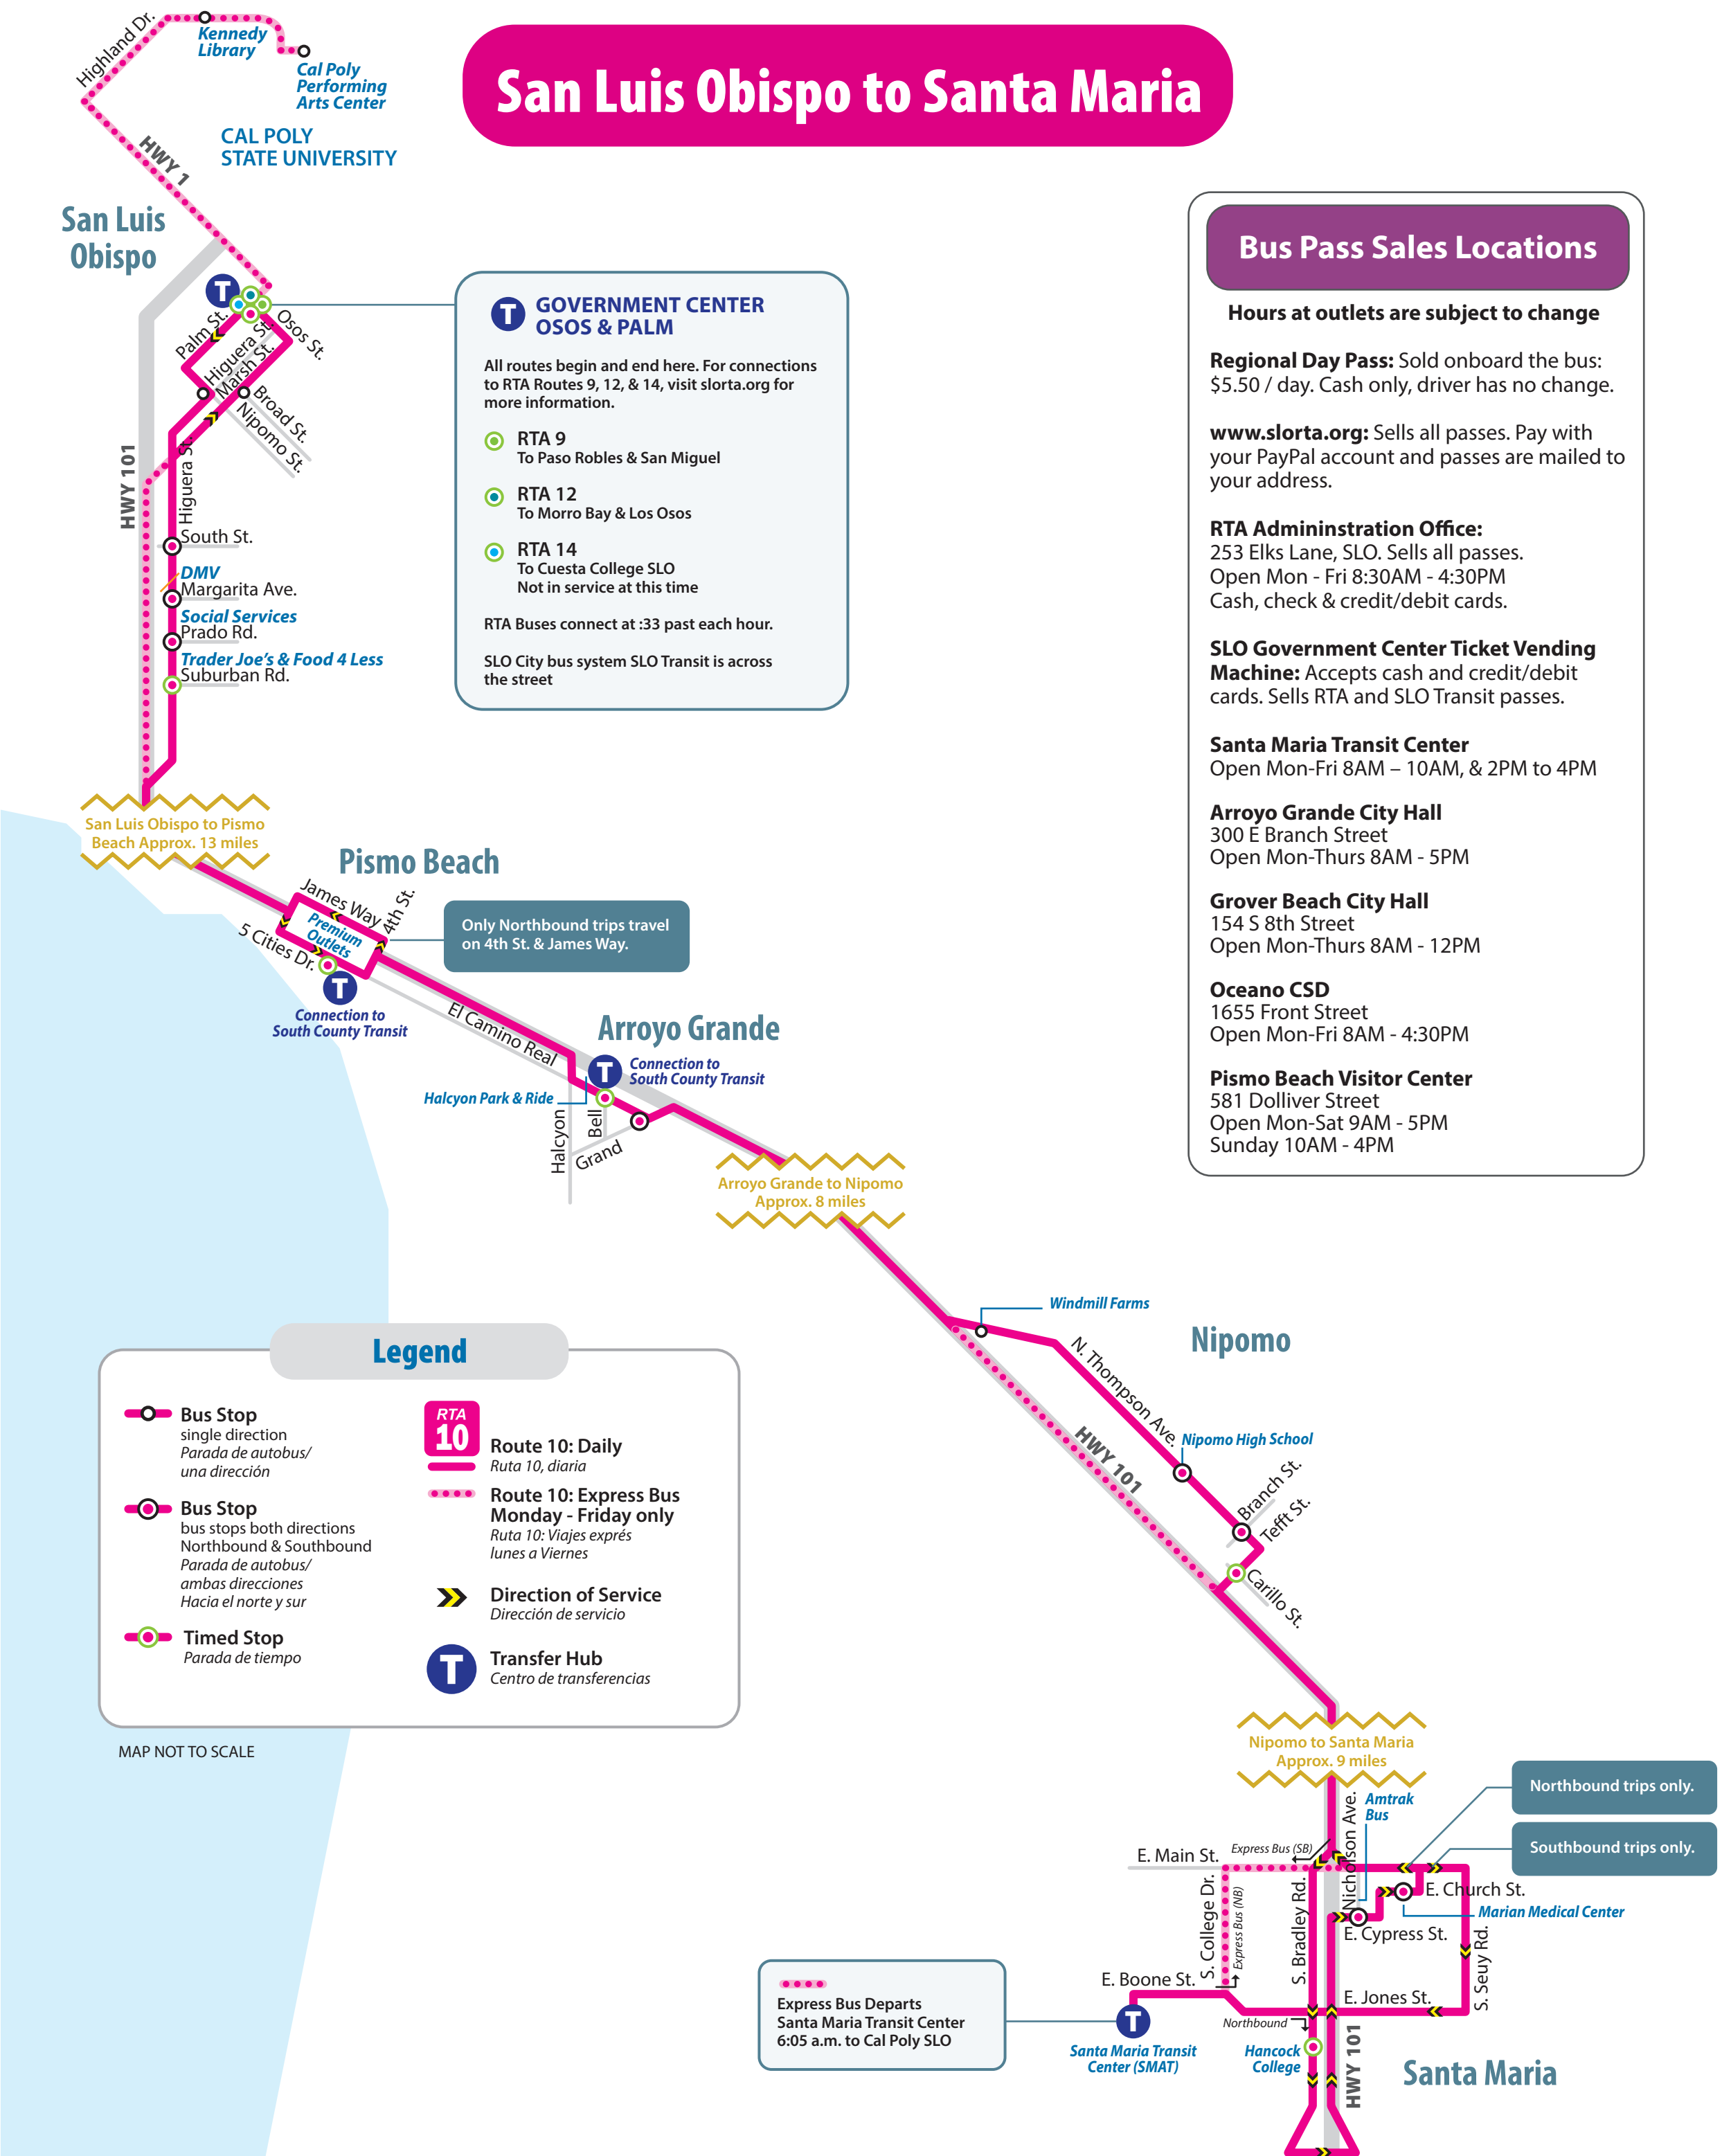 San Luis Obispo to Santa Maria
Highland Dr.
Kennedy
Library
Cal Poly
Performing
Arts Center
CAL POLY
STATE UNIVERSITY
HWY 1
San Luis
Obispo
T
Palm St.
Higuera St.
Marsh St.
Osos St.
Broad St.
Nipomo St.
HWY 101
Higuera St.
South St.
DMV
Margarita Ave.
Social Services
Prado Rd.
Trader Joe's & Food 4 Less
Suburban Rd.
T
GOVERNMENT CENTER
OSOS & PALM
All routes begin and end here. For connections
to RTA Routes 9, 12, & 14, visit slorta.org for
more information.
RTA 9
To Paso Robles & San Miguel
RTA 12
To Morro Bay & Los Osos
RTA 14
To Cuesta College SLO
Not in service at this time
RTA Buses connect at :33 past each hour.
SLO City bus system SLO Transit is across
the street
Bus Pass Sales Locations
Hours at outlets are subject to change
Regional Day Pass: Sold onboard the bus:
$5.50 / day. Cash only, driver has no change.
www.slorta.org: Sells all passes. Pay with
your PayPal account and passes are mailed to
your address.
RTA Admininstration Office:
253 Elks Lane, SLO. Sells all passes.
Open Mon - Fri 8:30AM - 4:30PM
Cash, check & credit/debit cards.
SLO Government Center Ticket Vending
Machine: Accepts cash and credit/debit
cards. Sells RTA and SLO Transit passes.
Santa Maria Transit Center
Open Mon-Fri 8AM – 10AM, & 2PM to 4PM
Arroyo Grande City Hall
300 E Branch Street
Open Mon-Thurs 8AM - 5PM
Grover Beach City Hall
154 S 8th Street
Open Mon-Thurs 8AM - 12PM
Oceano CSD
1655 Front Street
Open Mon-Fri 8AM - 4:30PM
Pismo Beach Visitor Center
581 Dolliver Street
Open Mon-Sat 9AM - 5PM
Sunday 10AM - 4PM
San Luis Obispo to Pismo
Beach Approx. 13 miles
Pismo Beach
James Way
4th St.
Premium
Outlets
5 Cities Dr.
Only Northbound trips travel
on 4th St. & James Way.
T
Connection to
South County Transit
El Camino Real
Arroyo Grande
T
Connection to
South County Transit
Halcyon Park & Ride
Halcyon
Bell
Grand
Arroyo Grande to Nipomo
Approx. 8 miles
Windmill Farms
Nipomo
N. Thompson Ave.
Nipomo High School
HWY 101
Branch St.
Tefft St.
Carillo St.
Legend
Bus Stop
single direction
Parada de autobus/
una dirección
Bus Stop
bus stops both directions
Northbound & Southbound
Parada de autobus/
ambas direcciones
Hacia el norte y sur
Timed Stop
Parada de tiempo
RTA
10
Route 10: Daily
Ruta 10, diaria
Route 10: Express Bus
Monday - Friday only
Ruta 10: Viajes exprés
lunes a Viernes
Direction of Service
Dirección de servicio
T
Transfer Hub
Centro de transferencias
MAP NOT TO SCALE
Nipomo to Santa Maria
Approx. 9 miles
Northbound trips only.
Southbound trips only.
Amtrak
Bus
Nicholson Ave.
Express Bus (SB)
E. Main St.
E. Church St.
Marian Medical Center
E. Cypress St.
S. College Dr.
Express Bus (NB)
S. Bradley Rd.
S. Seuy Rd.
E. Boone St.
E. Jones St.
Northbound
Express Bus Departs
Santa Maria Transit Center
6:05 a.m. to Cal Poly SLO
T
Santa Maria Transit
Center (SMAT)
Hancock
College
HWY 101
Santa Maria